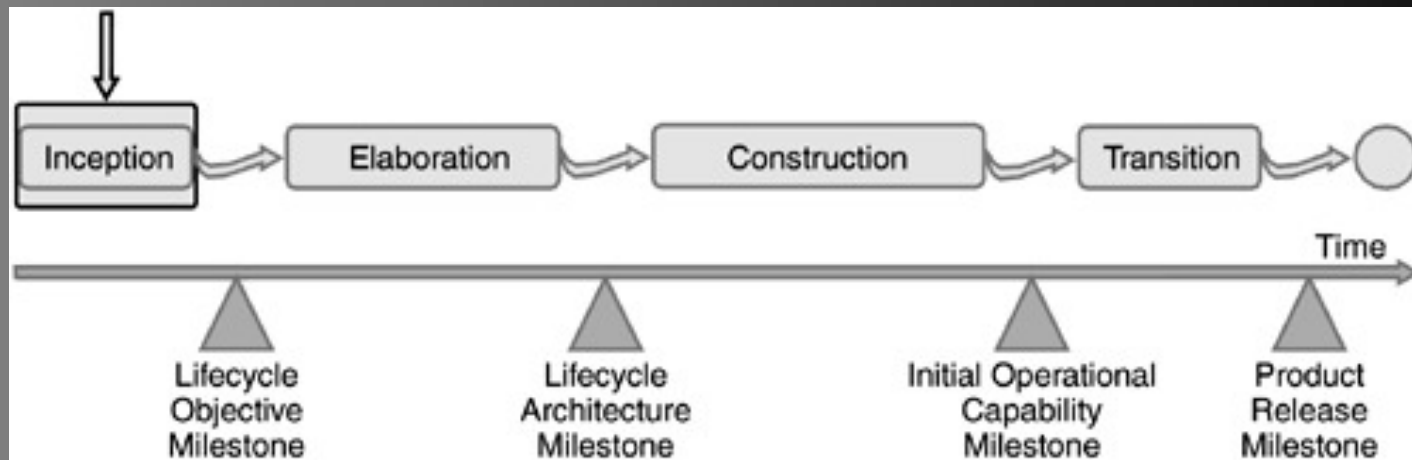 Inception
Elaboration
Construction
Transition
Time
Lifecycle
Objective
Milestone
Lifecycle
Architecture
Milestone
Initial Operational
Capability
Milestone
Product
Release
Milestone